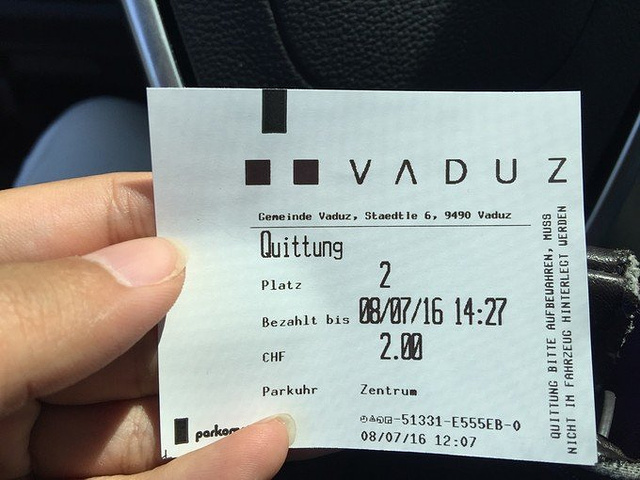 VADUZ
Gemeinde Vaduz, Staedtle 6, 9490 Vaduz
Quittung
Platz 2
Bezahlt bis 08/07/16 14:27
CHF 2.00
Parkuhr Zentrum
-51331-E555EB-0
08/07/16 12:07
QUITTUNG BITTE AUFBEWAHREN, MUSS
NICHT IM FAHRZEUG HINTERLEGT WERDEN